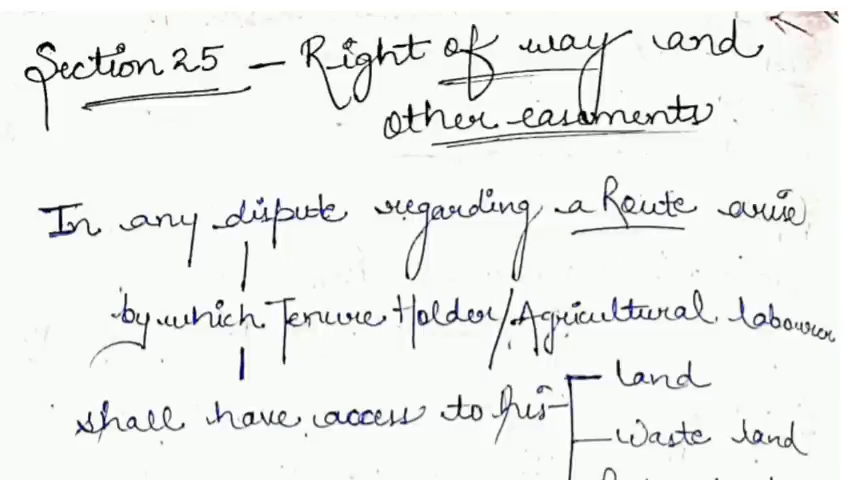 Section 25 - Right of way and
other easements
In any dispute regarding a Route arise
by which Tenure Holder/Agricultural labourer
shall have access to his - land
- waste land